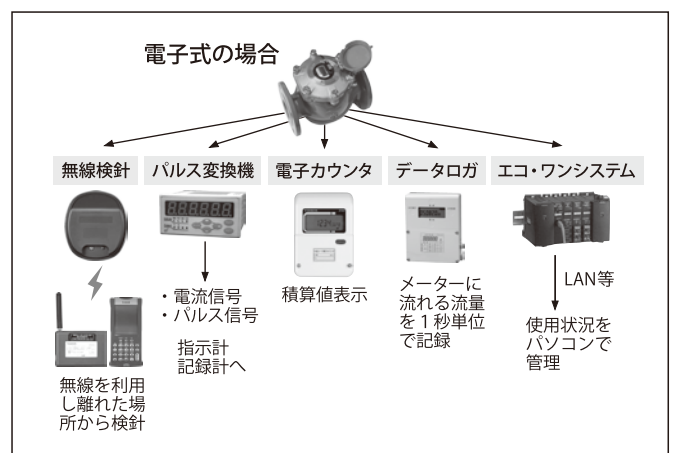 電子式の場合
無線検針
パルス変換機
電子カウンタ
データロガ
エコ・ワンシステム
・電流信号
・パルス信号
指示計
記録計へ
積算値表示
メーターに
流れる流量
を１秒単位
で記録
LAN等
使用状況を
パソコンで
管理
無線を利用
し離れた場
所から検針